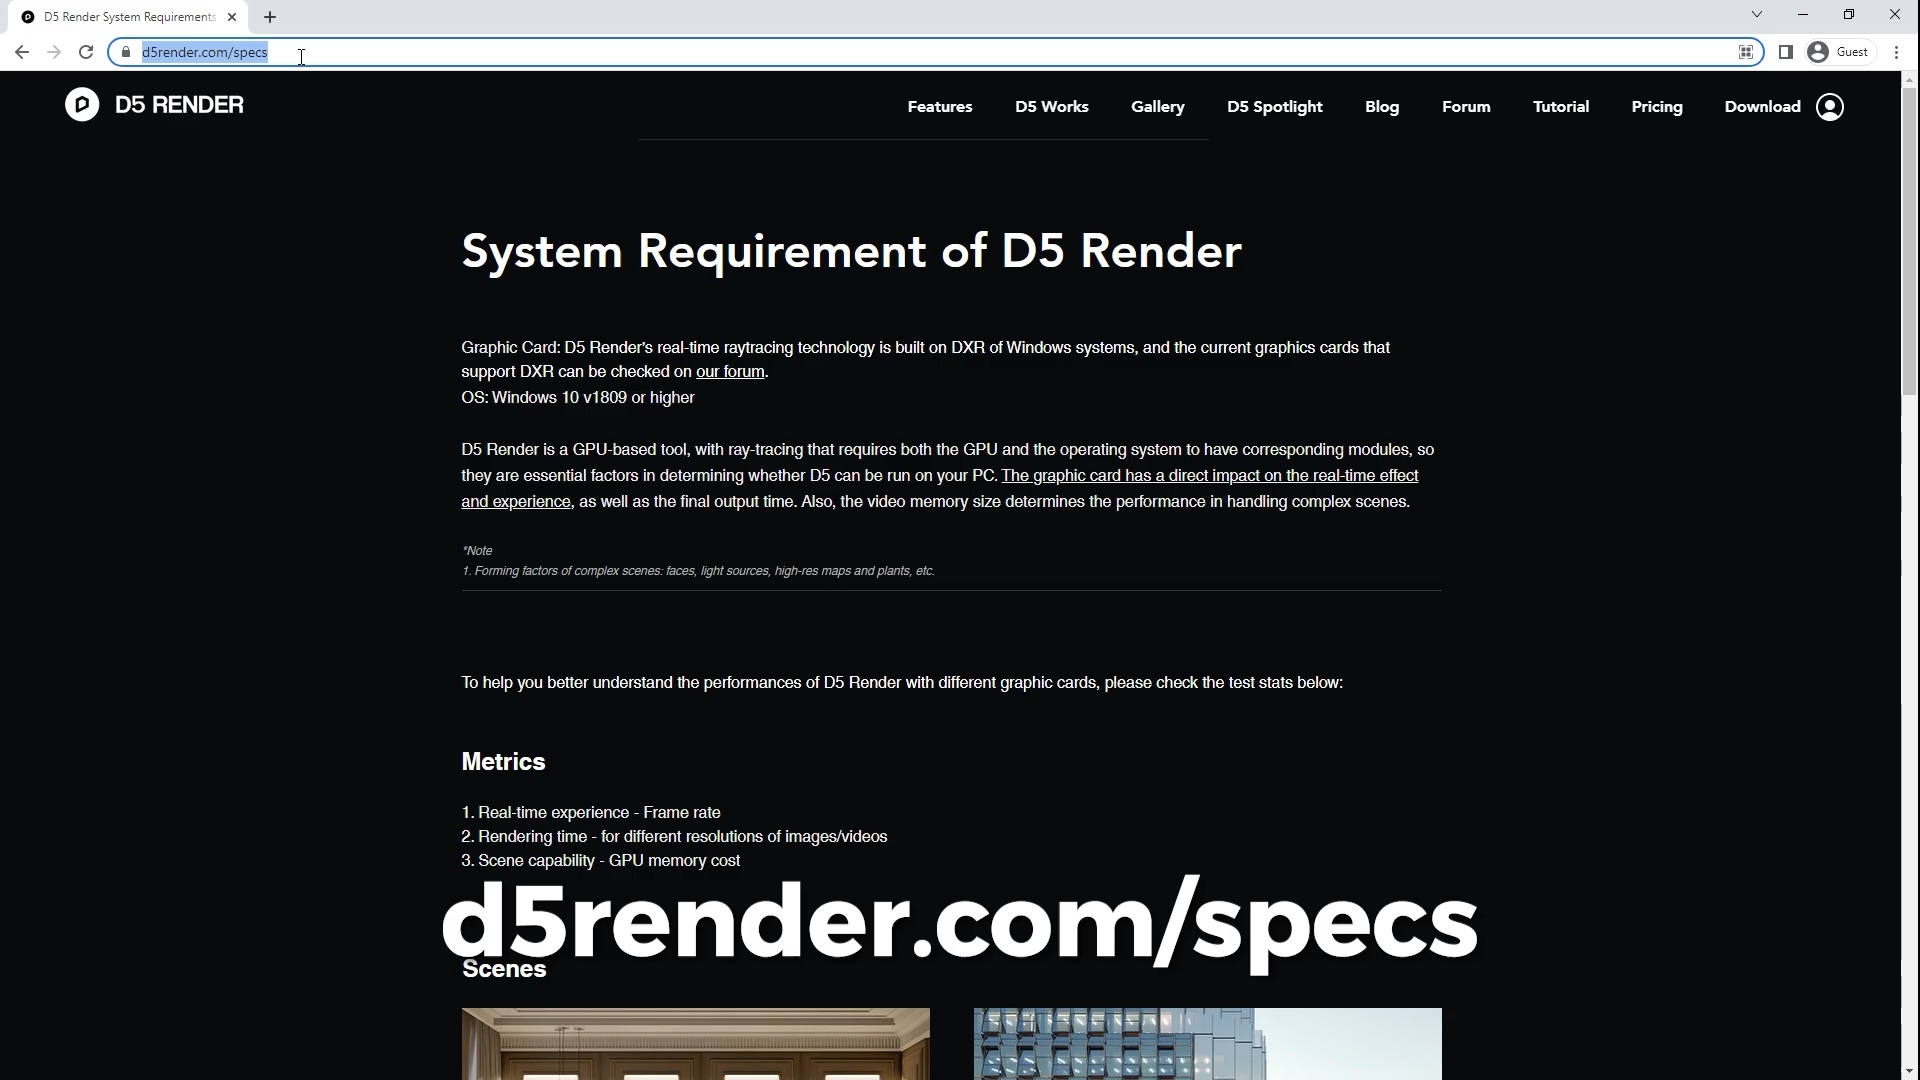 D5 Render System Requirements
d5render.com/specs
Guest
D5 RENDER
Features
D5 Works
Gallery
D5 Spotlight
Blog
Forum
Tutorial
Pricing
Download
System Requirement of D5 Render
Graphic Card: D5 Render's real-time raytracing technology is built on DXR of Windows systems, and the current graphics cards that
support DXR can be checked on our forum.
OS: Windows 10 v1809 or higher
D5 Render is a GPU-based tool, with ray-tracing that requires both the GPU and the operating system to have corresponding modules, so
they are essential factors in determining whether D5 can be run on your PC. The graphic card has a direct impact on the real-time effect
and experience, as well as the final output time. Also, the video memory size determines the performance in handling complex scenes.
*Note
1. Forming factors of complex scenes: faces, light sources, high-res maps and plants, etc.
To help you better understand the performances of D5 Render with different graphic cards, please check the test stats below:
Metrics
1. Real-time experience - Frame rate
2. Rendering time - for different resolutions of images/videos
3. Scene capability - GPU memory cost
d5render.com/specs
Scenes